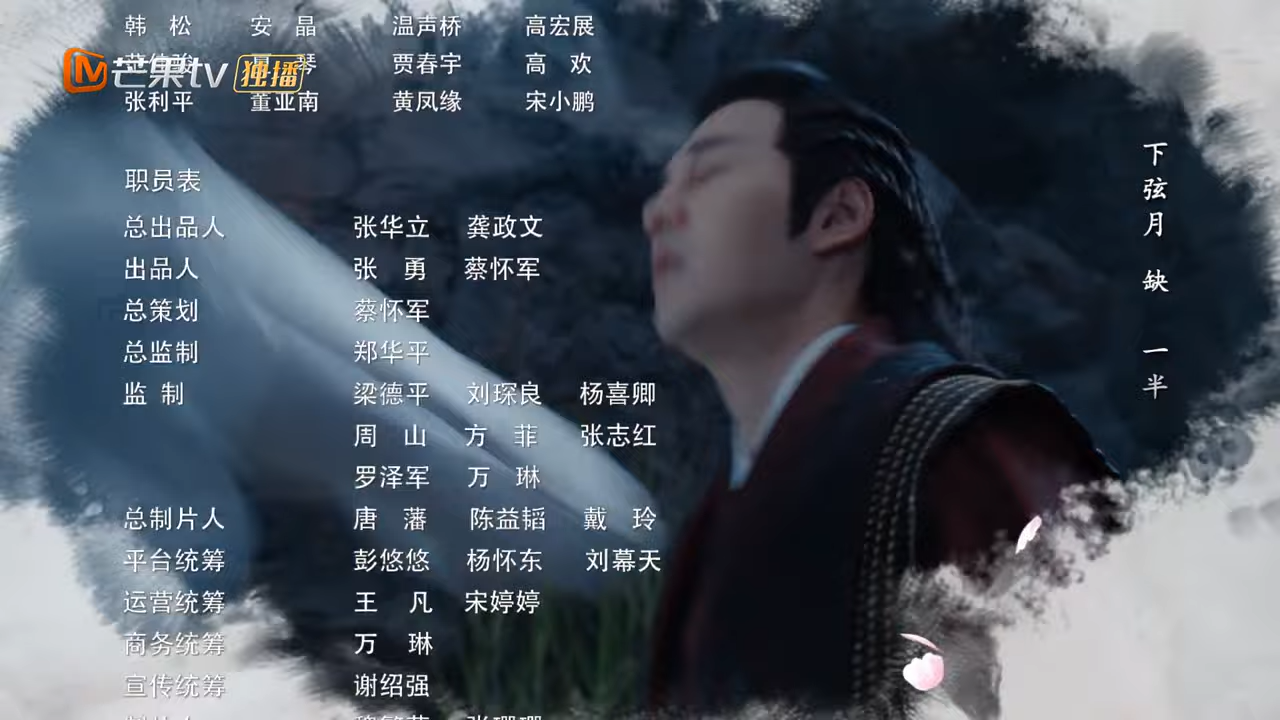 韩 松 安 晶 温声桥 高宏展
贾春宇 高 欢
芒果tv 独播
张利平 董亚南 黄凤缘 宋小鹏
职员表
总出品人 张华立 龚政文
出品人 张 勇 蔡怀军
总策划 蔡怀军
总监制 郑华平
监 制 梁德平 刘琛良 杨喜卿
周 山 方 菲 张志红
罗泽军 万 琳
总制片人 唐 藩 陈益韬 戴 玲
平台统筹 彭悠悠 杨怀东 刘幕天
运营统筹 王 凡 宋婷婷
商务统筹 万 琳
宣传统筹 谢绍强
下弦月 缺 一半